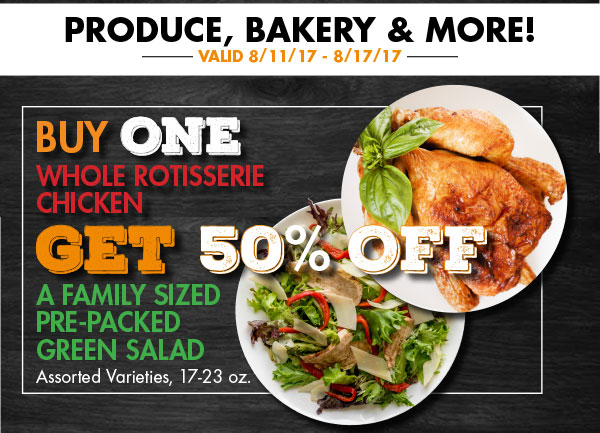 PRODUCE, BAKERY & MORE!
VALID 8/11/17 - 8/17/17
BUY ONE
WHOLE ROTISSERIE
CHICKEN
GET 50% OFF
A FAMILY SIZED
PRE-PACKED
GREEN SALAD
Assorted Varieties, 17-23 oz.